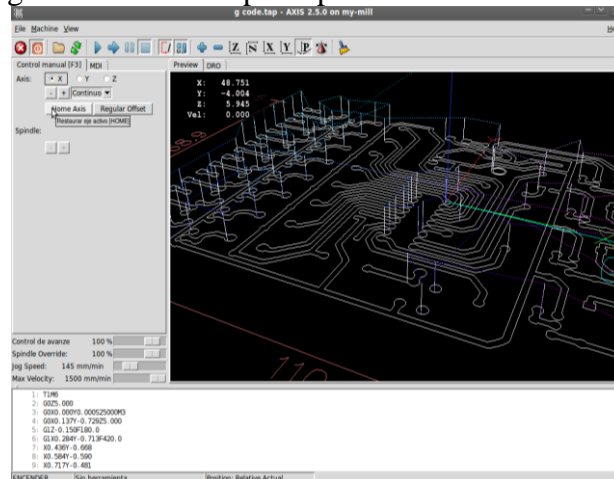 g code.tap - AXIS 2.5.0 on my-mill
File Machine View
Control manual [F3] MDI
Preview DRO
Axis: X Y Z
- + Continuo
Home Axis Regular Offset
Restaurar eje activo [HOME]
Spindle:
X: 48.751
Y: -4.004
Z: 5.945
Vel: 0.000
110
Control de avanze 100 %
Spindle Override: 100 %
Jog Speed: 145 mm/min
Max Velocity: 1500 mm/min
1: T1M6
2: G0Z5.000
3: G0X0.000Y0.000S25000M3
4: G0X0.137Y-0.728Z5.000
5: G1Z-0.150F180.0
6: G1X0.284Y-0.713F420.0
7: X0.436Y-0.668
8: X0.584Y-0.590
9: X0.717Y-0.481
ENCENDER Sin herramienta Position: Relative Actual